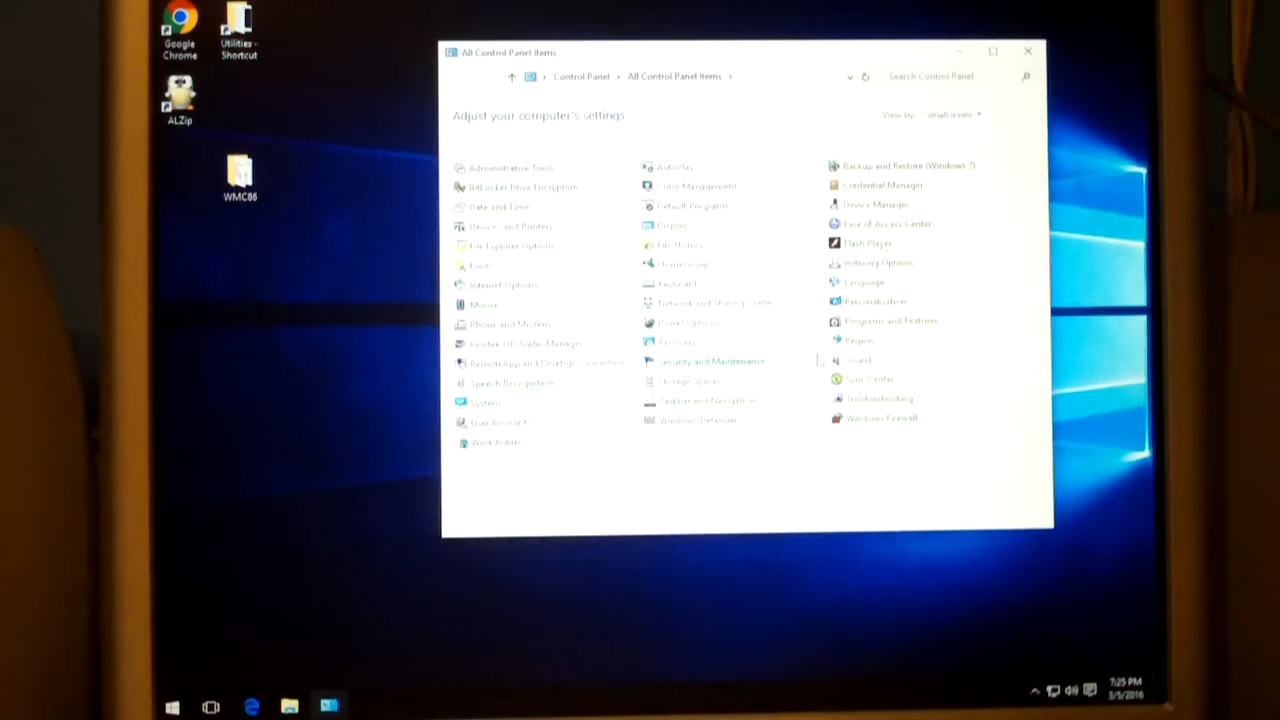 Google
Chrome
Utilities -
Shortcut
ALZip
WMC86
All Control Panel Items
Control Panel › All Control Panel Items ›
Search Control Panel
Adjust your computer's settings
View by: Small icons
Administrative Tools
AutoPlay
Backup and Restore (Windows 7)
BitLocker Drive Encryption
Color Management
Credential Manager
Date and Time
Default Programs
Device Manager
Devices and Printers
Display
Ease of Access Center
File Explorer Options
File History
Flash Player
Fonts
HomeGroup
Indexing Options
Internet Options
Keyboard
Language
Mouse
Network and Sharing Center
Personalization
Phone and Modem
Power Options
Programs and Features
Realtek HD Audio Manager
Recovery
Region
RemoteApp and Desktop Connections
Security and Maintenance
Sound
Speech Recognition
Storage Spaces
Sync Center
System
Taskbar and Navigation
Troubleshooting
User Accounts
Windows Defender
Windows Firewall
Work Folders
7:25 PM
3/5/2016